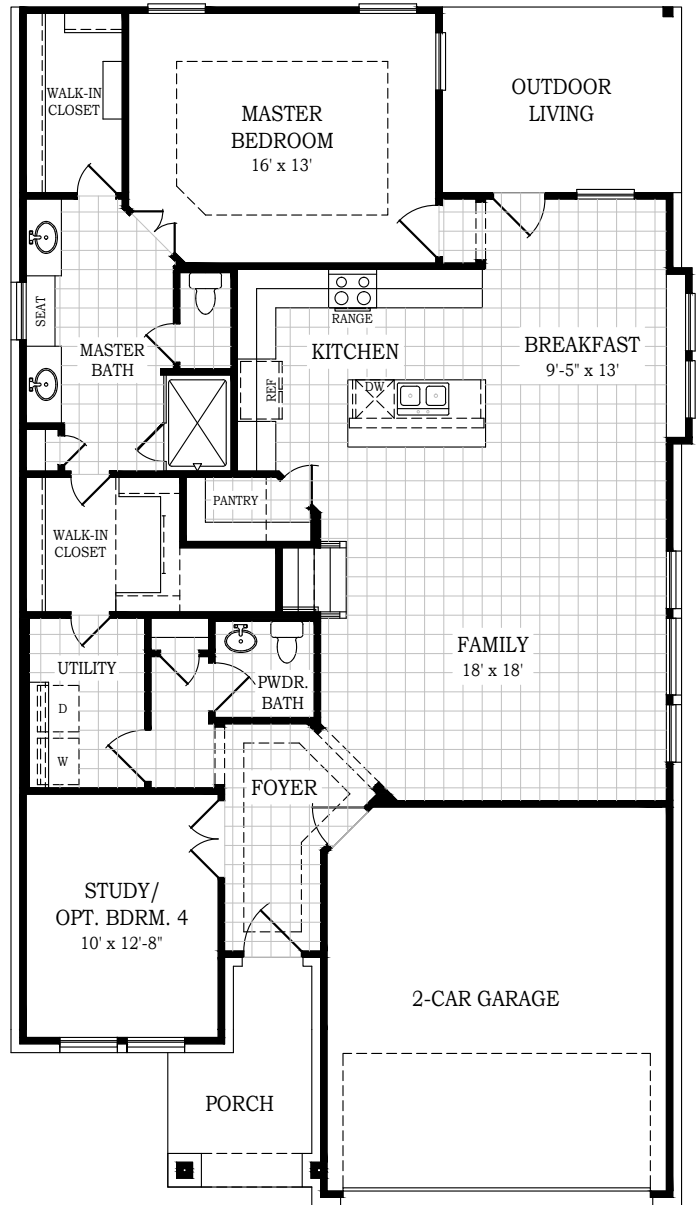 WALK-IN
CLOSET
MASTER
BEDROOM
16' x 13'
OUTDOOR
LIVING
SEAT
MASTER
BATH
RANGE
KITCHEN
REF
DW
BREAKFAST
9'-5" x 13'
PANTRY
WALK-IN
CLOSET
UTILITY
D
W
PWDR.
BATH
FAMILY
18' x 18'
FOYER
STUDY/
OPT. BDRM. 4
10' x 12'-8"
2-CAR GARAGE
PORCH